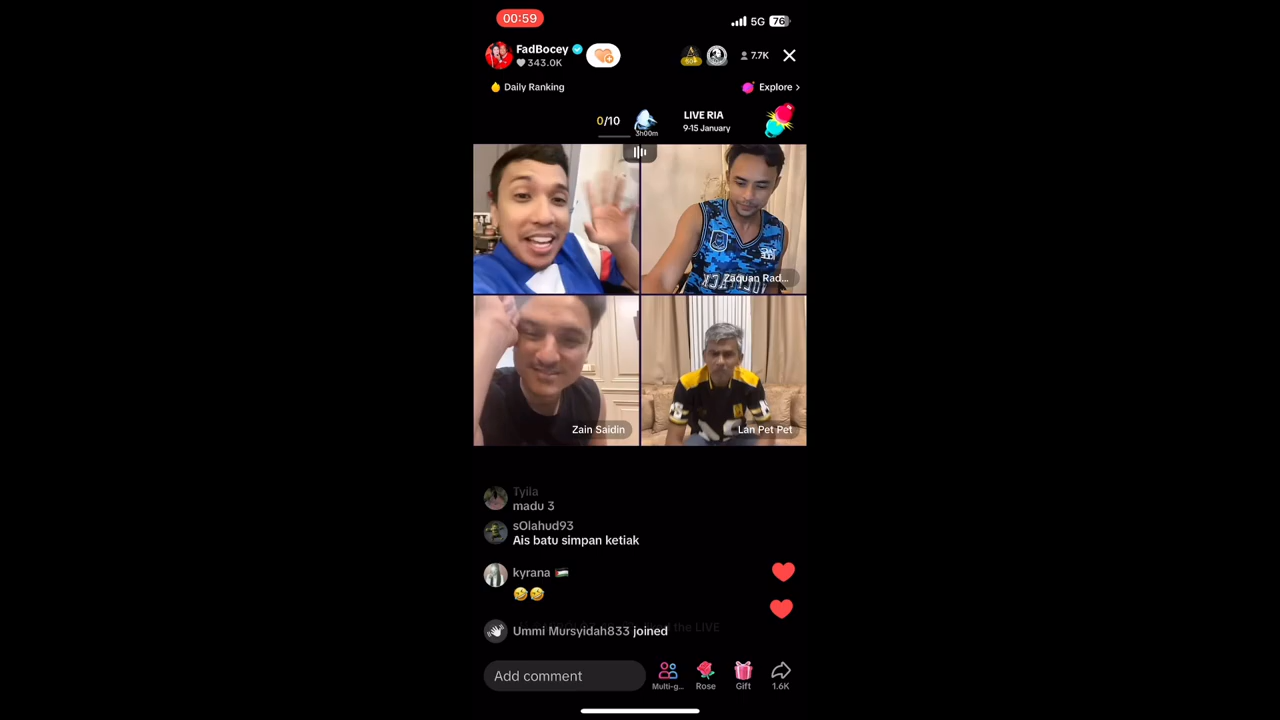 00:59
5G 76
FadBocey
343.0K
7.7K
Daily Ranking
Explore >
0/10
3h00m
LIVE RIA
9-15 January
Zaquan Rad...
Zain Saidin
Lan Pet Pet
Tyila
madu 3
sOlahud93
Ais batu simpan ketiak
kyrana 🇵🇸
🤣🤣
Ummi Mursyidah833 joined
the LIVE
Add comment
Multi-g...
Rose
Gift
1.6K